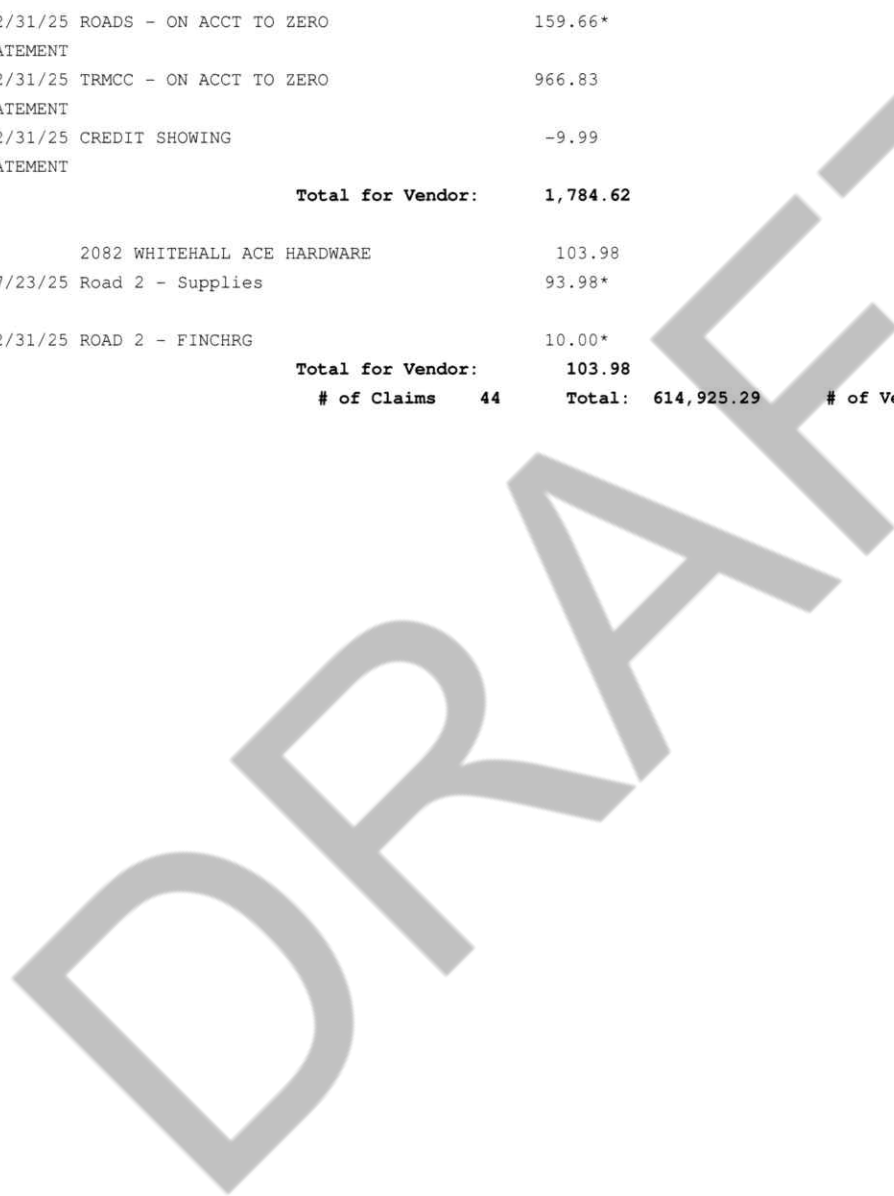 2/31/25 ROADS - ON ACCT TO ZERO 159.66*
ATEMENT
2/31/25 TRMCC - ON ACCT TO ZERO 966.83
ATEMENT
2/31/25 CREDIT SHOWING -9.99
ATEMENT
Total for Vendor: 1,784.62
2082 WHITEHALL ACE HARDWARE 103.98
7/23/25 Road 2 - Supplies 93.98*
2/31/25 ROAD 2 - FINCHRG 10.00*
Total for Vendor: 103.98
# of Claims 44 Total: 614,925.29 # of Ve
DRAF